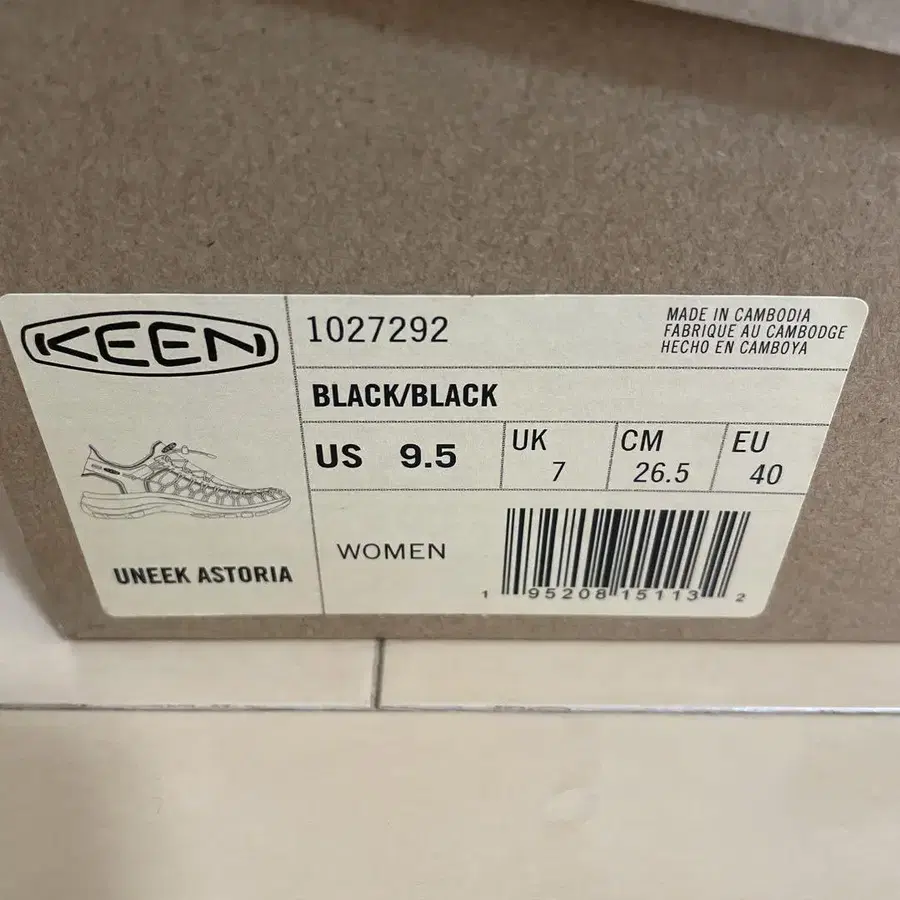 KEEN
1027292
MADE IN CAMBODIA
FABRIQUE AU CAMBODGE
HECHO EN CAMBOYA
BLACK/BLACK
US 9.5
UK 7
CM 26.5
EU 40
KEEN
UNEEK ASTORIA
WOMEN
1 95208 15113 2